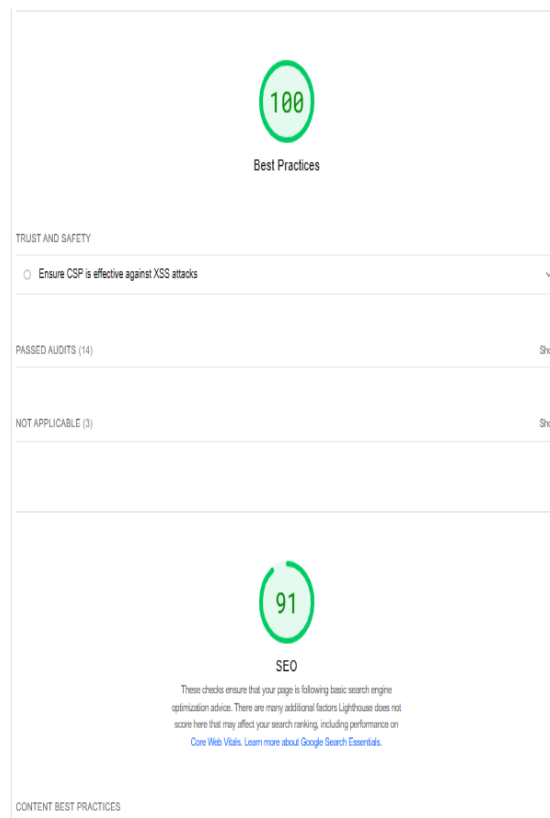 100
Best Practices
TRUST AND SAFETY
Ensure CSP is effective against XSS attacks
PASSED AUDITS (14)
Sho
NOT APPLICABLE (3)
Sho
91
SEO
These checks ensure that your page is following basic search engine
optimization advice. There are many additional factors Lighthouse does not
score here that may affect your search ranking, including performance on
Core Web Vitals. Learn more about Google Search Essentials.
CONTENT BEST PRACTICES